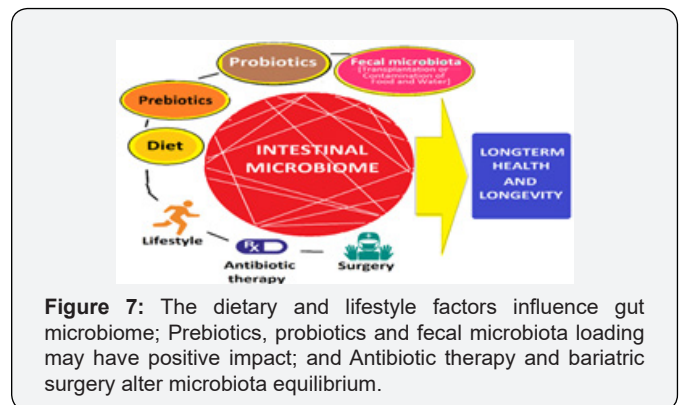 Probiotics
Fecal microbiota
[Transplantation or
Contamination of
Food and Water]
Prebiotics
Diet
INTESTINAL
MICROBIOME
LONGTERM
HEALTH
AND
LONGEVITY
Lifestyle
Rx
Antibiotic
therapy
Surgery
Figure 7: The dietary and lifestyle factors influence gut
microbiome; Prebiotics, probiotics and fecal microbiota loading
may have positive impact; and Antibiotic therapy and bariatric
surgery alter microbiota equilibrium.